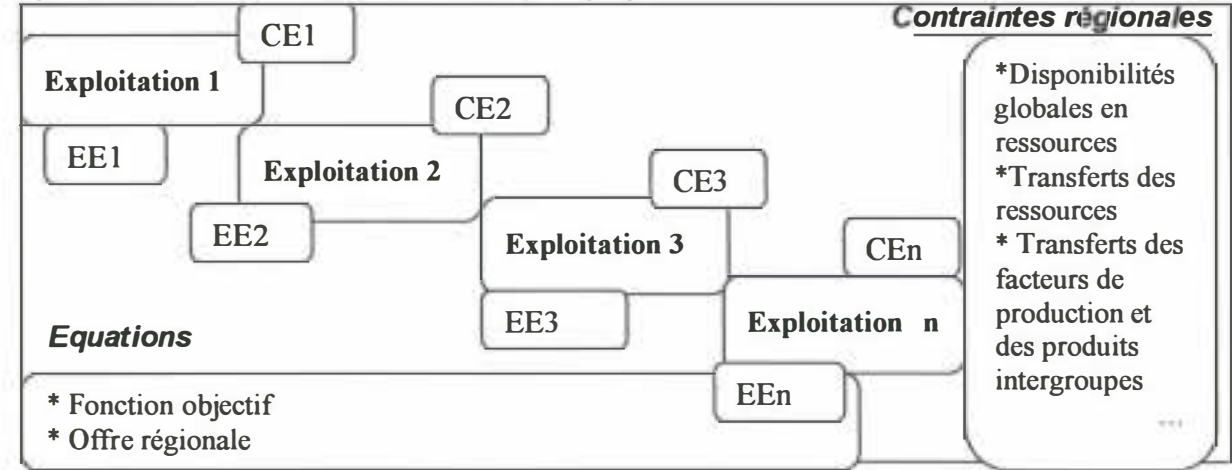 Contraintes régionales
CE1
Exploitation 1
EE1
CE2
Exploitation 2
EE2
CE3
Exploitation 3
EE3
CEn
Exploitation n
EEn
*Disponibilités
globales en
ressources
*Transferts des
ressources
* Transferts des
facteurs de
production et
des produits
intergroupes
...
Equations
* Fonction objectif
* Offre régionale